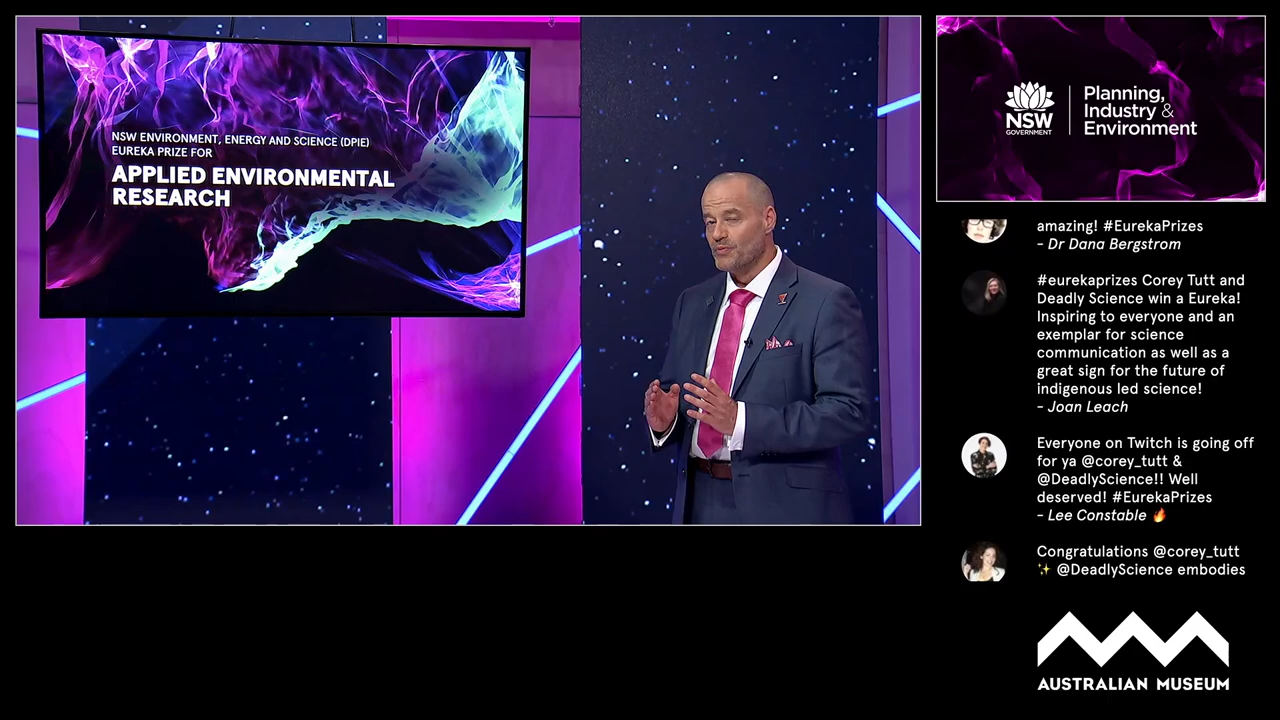 NSW ENVIRONMENT, ENERGY AND SCIENCE (DPIE)
EUREKA PRIZE FOR
APPLIED ENVIRONMENTAL
RESEARCH
NSW
GOVERNMENT
Planning,
Industry &
Environment
amazing! #EurekaPrizes
- Dr Dana Bergstrom
#eurekaprizes Corey Tutt and
Deadly Science win a Eureka!
Inspiring to everyone and an
exemplar for science
communication as well as a
great sign for the future of
indigenous led science!
- Joan Leach
Everyone on Twitch is going off
for ya @corey_tutt &
@DeadlyScience!! Well
deserved! #EurekaPrizes
- Lee Constable 🔥
Congratulations @corey_tutt
✨ @DeadlyScience embodies
AUSTRALIAN MUSEUM